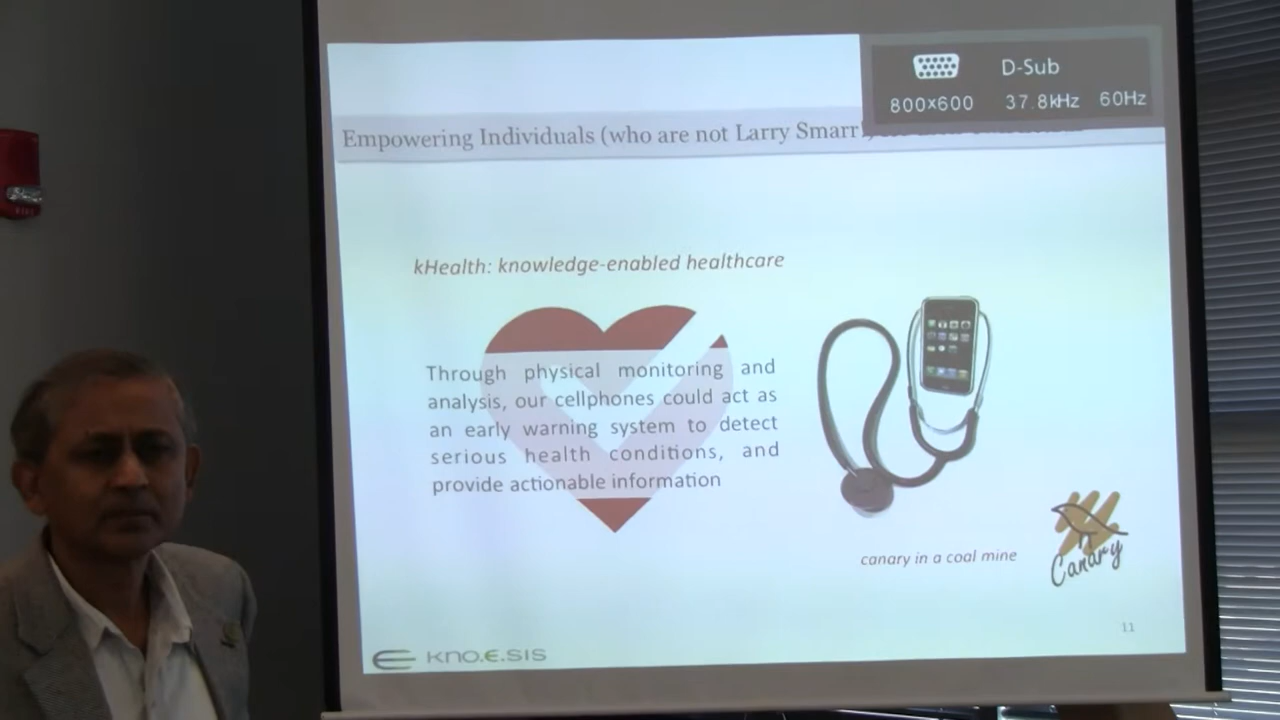 D-Sub
800x600 37.8kHz 60Hz
Empowering Individuals (who are not Larry Smarr
kHealth: knowledge-enabled healthcare
Through physical monitoring and
analysis, our cellphones could act as
an early warning system to detect
serious health conditions, and
provide actionable information
canary in a coal mine
Canary
11
kno.e.sis